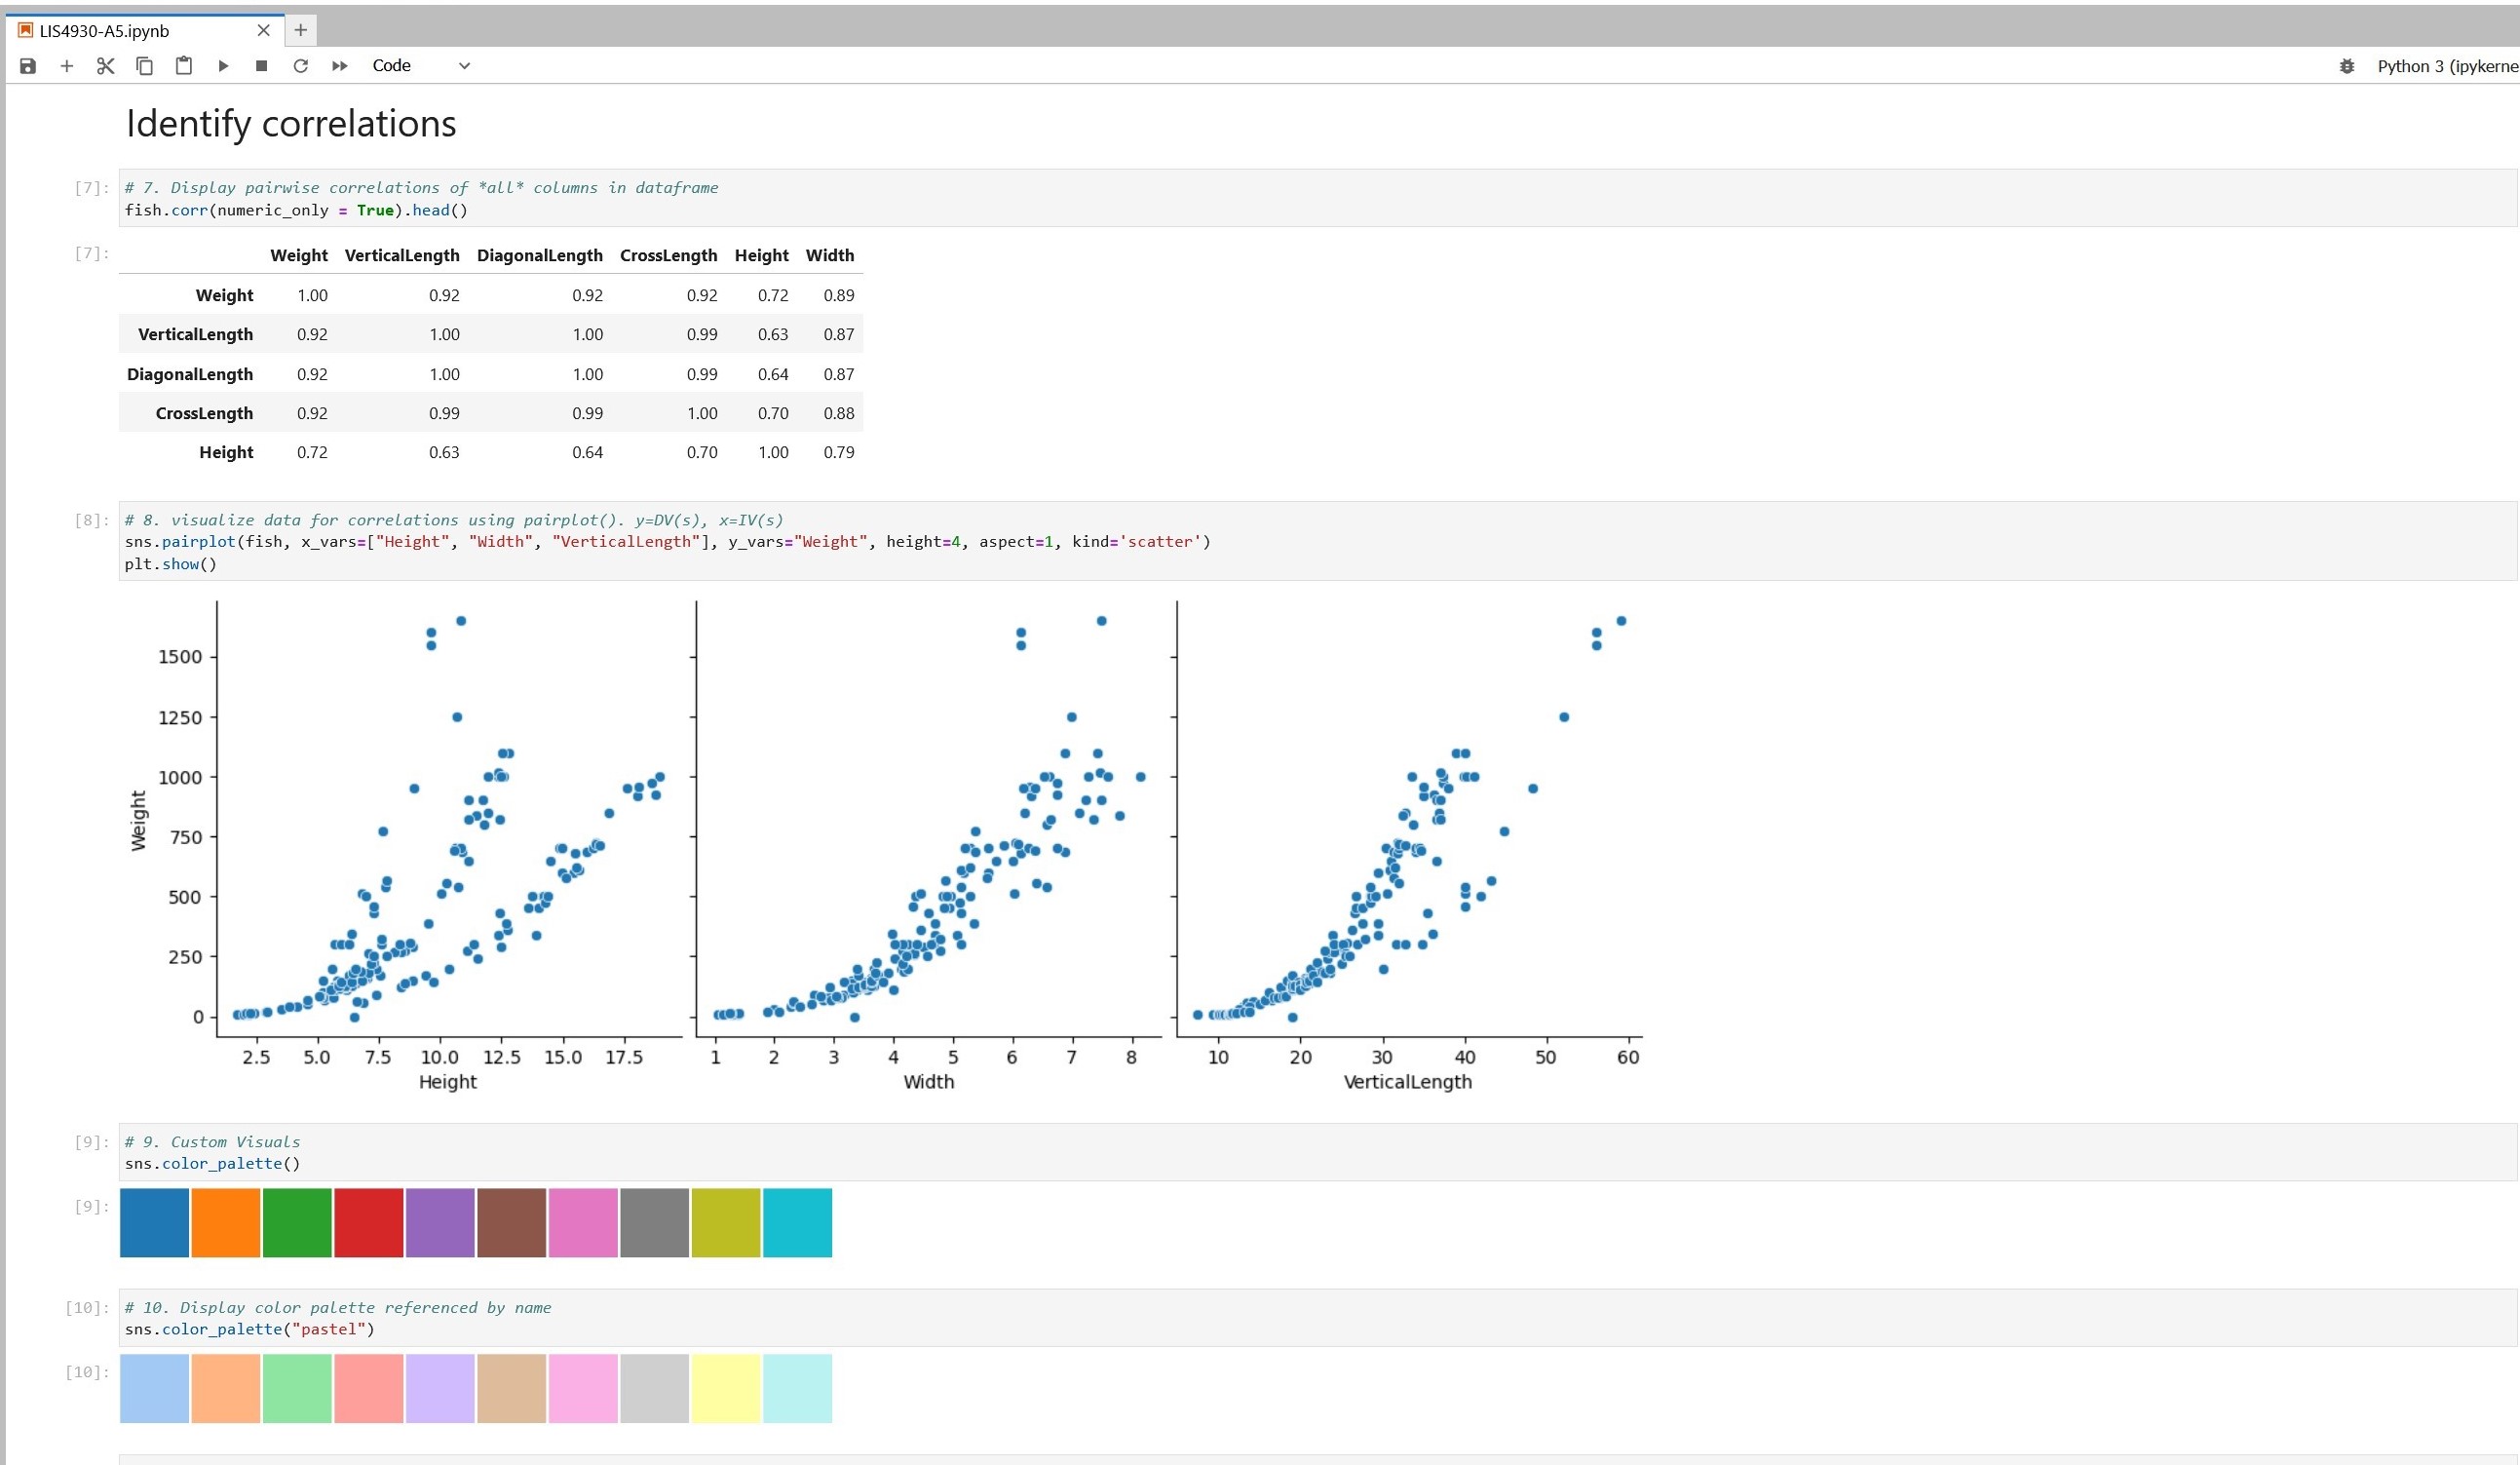 LIS4930-A5.ipynb
Code
Python 3 (ipykerne
Identify correlations
[7]: # 7. Display pairwise correlations of *all* columns in dataframe
fish.corr(numeric_only = True).head()
[7]: Weight VerticalLength DiagonalLength CrossLength Height Width
Weight 1.00 0.92 0.92 0.92 0.72 0.89
VerticalLength 0.92 1.00 1.00 0.99 0.63 0.87
DiagonalLength 0.92 1.00 1.00 0.99 0.64 0.87
CrossLength 0.92 0.99 0.99 1.00 0.70 0.88
Height 0.72 0.63 0.64 0.70 1.00 0.79
[8]: # 8. visualize data for correlations using pairplot(). y=DV(s), x=IV(s)
sns.pairplot(fish, x_vars=["Height", "Width", "VerticalLength"], y_vars="Weight", height=4, aspect=1, kind='scatter')
plt.show()
1500
1250
1000
750
500
250
0
Weight
2.5 5.0 7.5 10.0 12.5 15.0 17.5 1 2 3 4 5 6 7 8 10 20 30 40 50 60
Height Width VerticalLength
[9]: # 9. Custom Visuals
sns.color_palette()
[9]:
[10]: # 10. Display color palette referenced by name
sns.color_palette("pastel")
[10]: